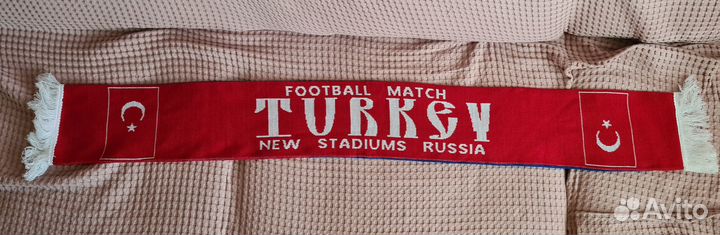 FOOTBALL MATCH
TURKEY
NEW STADIUMS RUSSIA
Avito